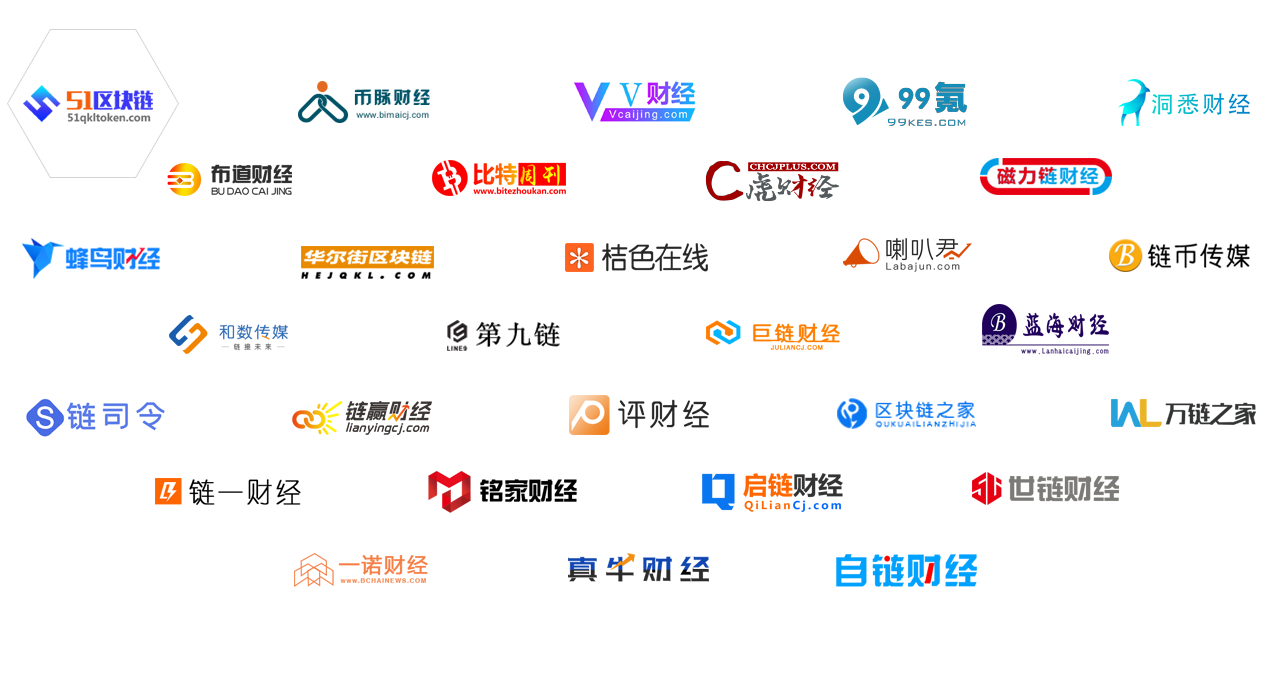 51区块链
51qkltoken.com
币脉财经
www.bimaicj.com
V财经
Vcaijing.com
99氪
99KES.COM
洞悉财经
布道财经
BU DAO CAI JING
比特周刊
www.bitezhoukan.com
CHCJPLUS.COM
C虎财经
磁力链财经
蜂鸟财经
华尔街区块链
HEJQKL.COM
桔色在线
喇叭君
Labajun.com
B
链币传媒
和数传媒
— 链接未来 —
LINE9
第九链
巨链财经
JULIANCJ.COM
B
蓝海财经
www.Lanhaicaijing.com
S
链司令
链赢财经
lianyingcj.com
评财经
区块链之家
QUKUAILIANZHIJIA
万链之家
链一财经
铭家财经
启链财经
QiLianCj.com
世链财经
一诺财经
www.BCHAINEWS.COM
真牛财经
自链财经